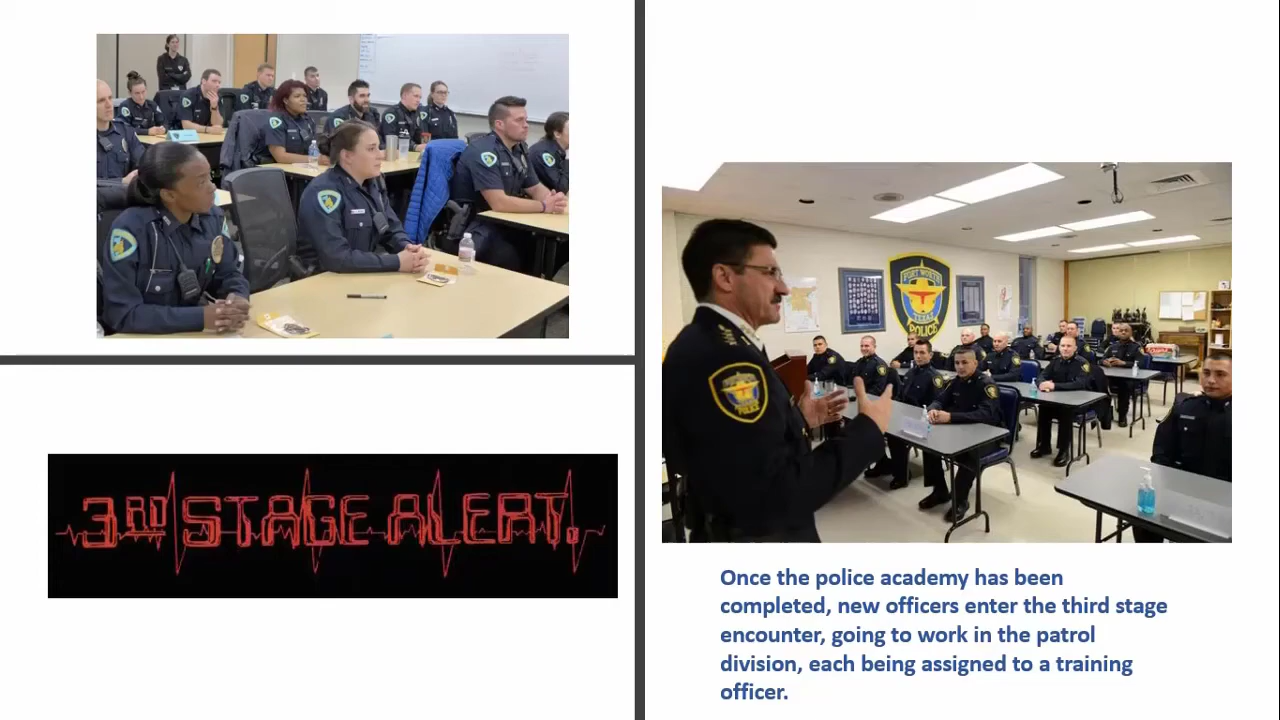 3RD STAGE ALERT.
FORT WORTH
TEXAS
POLICE
POLICE
Once the police academy has been
completed, new officers enter the third stage
encounter, going to work in the patrol
division, each being assigned to a training
officer.